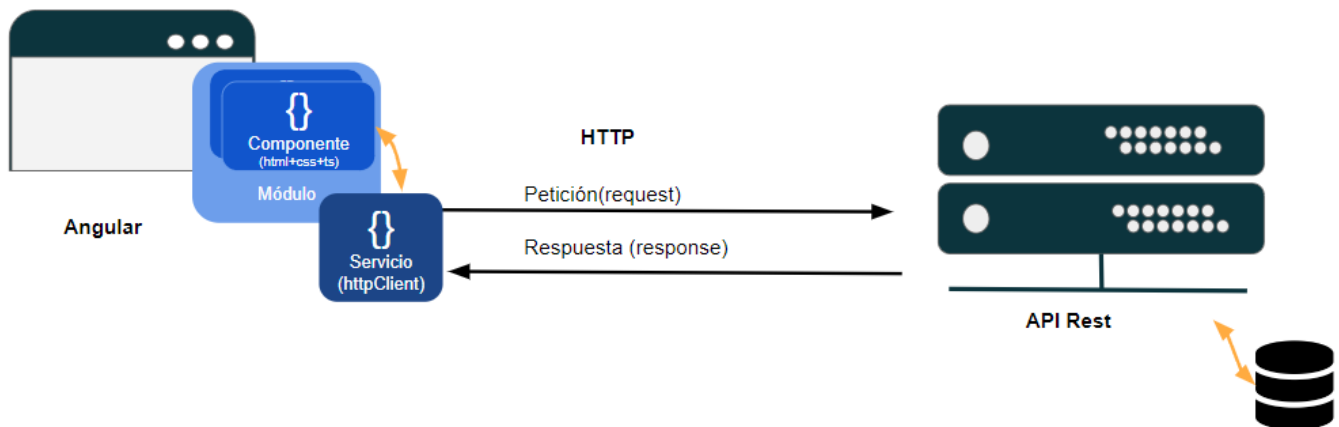 {}
Componente
(html+css+ts)
Módulo
Angular
{}
Servicio
(httpClient)
HTTP
Petición(request)
Respuesta (response)
API Rest